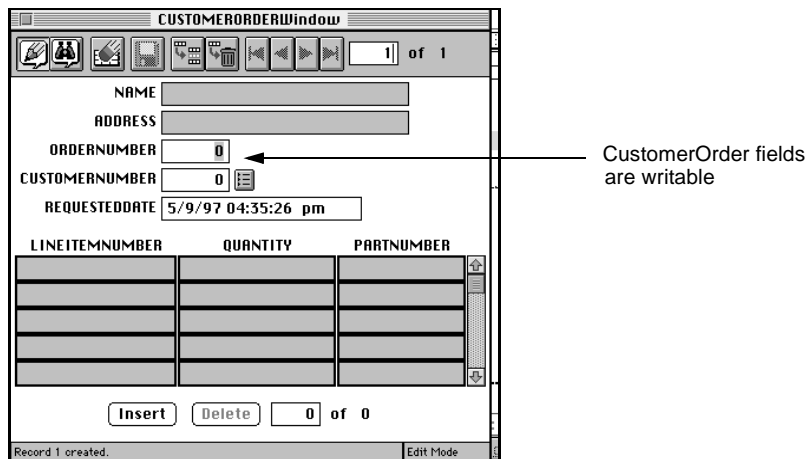 CUSTOMERORDERWindow
1 of 1
NAME
ADDRESS
ORDERNUMBER 0
CustomerOrder fields
are writable
CUSTOMERNUMBER 0
REQUESTEDDATE 5/9/97 04:35:26 pm
LINEITEMNUMBER QUANTITY PARTNUMBER
Insert Delete 0 of 0
Record 1 created. Edit Mode